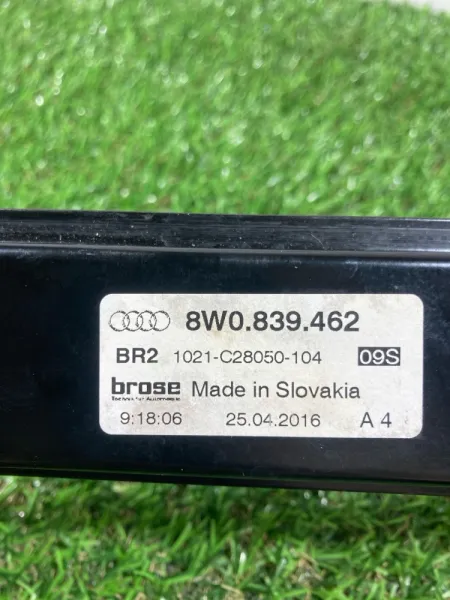 8W0.839.462
BR2 1021-C28050-104 09S
brose Made in Slovakia
9:18:06 25.04.2016 A 4